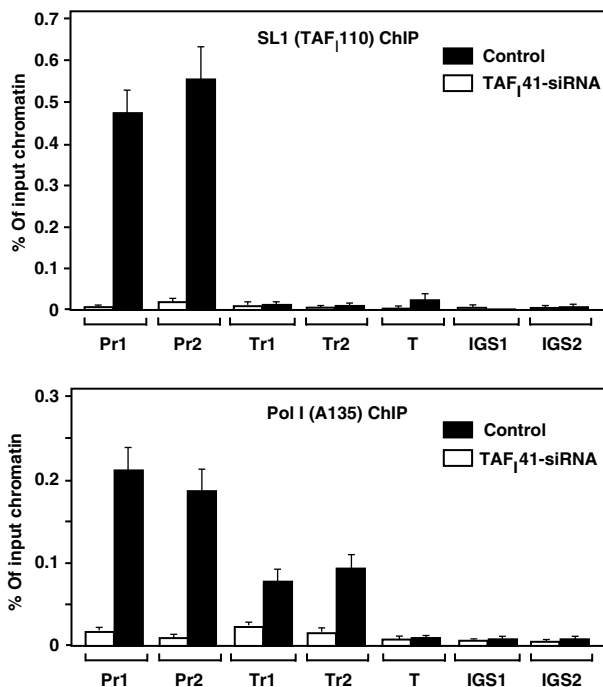 SL1 (TAFI110) ChIP
Control
TAFI41-siRNA
% Of input chromatin
0.7
0.6
0.5
0.4
0.3
0.2
0.1
0
Pr1 Pr2 Tr1 Tr2 T IGS1 IGS2
Pol I (A135) ChIP
Control
TAFI41-siRNA
% Of input chromatin
0.3
0.2
0.1
0
Pr1 Pr2 Tr1 Tr2 T IGS1 IGS2